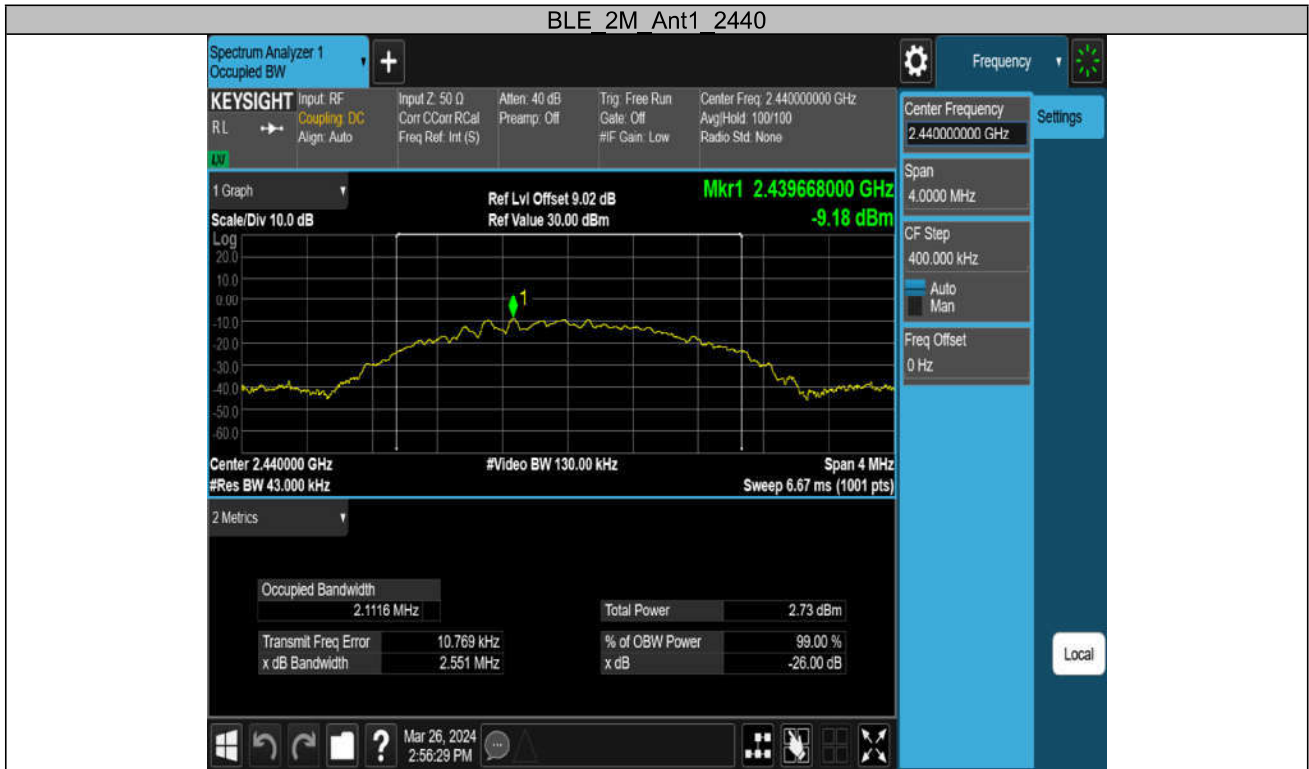 BLE_2M_Ant1_2440
Spectrum Analyzer 1
Occupied BW
+
Frequency
KEYSIGHT
RL
Input: RF
Coupling: DC
Align: Auto
Input Z: 50 Ω
Corr CCorr RCal
Freq Ref: Int (S)
Atten: 40 dB
Preamp: Off
Trig: Free Run
Gate: Off
#IF Gain: Low
Center Freq: 2.440000000 GHz
Avg|Hold: 100/100
Radio Std: None
1 Graph
Scale/Div 10.0 dB
Ref Lvl Offset 9.02 dB
Ref Value 30.00 dBm
Mkr1 2.439668000 GHz
-9.18 dBm
Log
20.0
10.0
0.00
-10.0
-20.0
-30.0
-40.0
-50.0
-60.0
1
Center 2.440000 GHz
#Video BW 130.00 kHz
Span 4 MHz
#Res BW 43.000 kHz
Sweep 6.67 ms (1001 pts)
2 Metrics
Occupied Bandwidth
2.1116 MHz
Total Power 2.73 dBm
Transmit Freq Error 10.769 kHz
% of OBW Power 99.00 %
x dB Bandwidth 2.551 MHz
x dB -26.00 dB
Center Frequency
2.440000000 GHz
Settings
Span
4.0000 MHz
CF Step
400.000 kHz
Auto
Man
Freq Offset
0 Hz
Local
?
Mar 26, 2024
2:56:29 PM